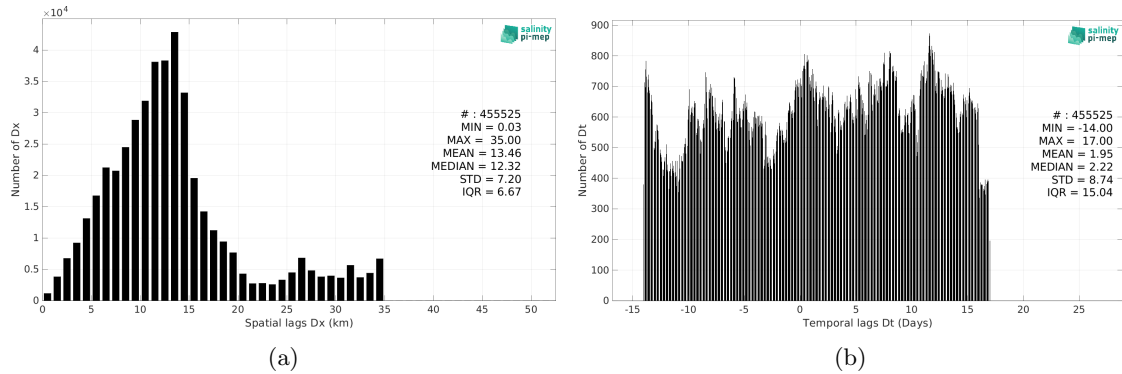 ×10⁴
salinity
pi-mep
4
3.5
3
2.5
2
1.5
1
0.5
0
Number of Dx
# : 455525
MIN = 0.03
MAX = 35.00
MEAN = 13.46
MEDIAN = 12.32
STD = 7.20
IQR = 6.67
0 5 10 15 20 25 30 35 40 45 50
Spatial lags Dx (km)
(a)
salinity
pi-mep
900
800
700
600
500
400
300
200
100
0
Number of Dt
# : 455525
MIN = -14.00
MAX = 17.00
MEAN = 1.95
MEDIAN = 2.22
STD = 8.74
IQR = 15.04
-15 -10 -5 0 5 10 15 20 25
Temporal lags Dt (Days)
(b)